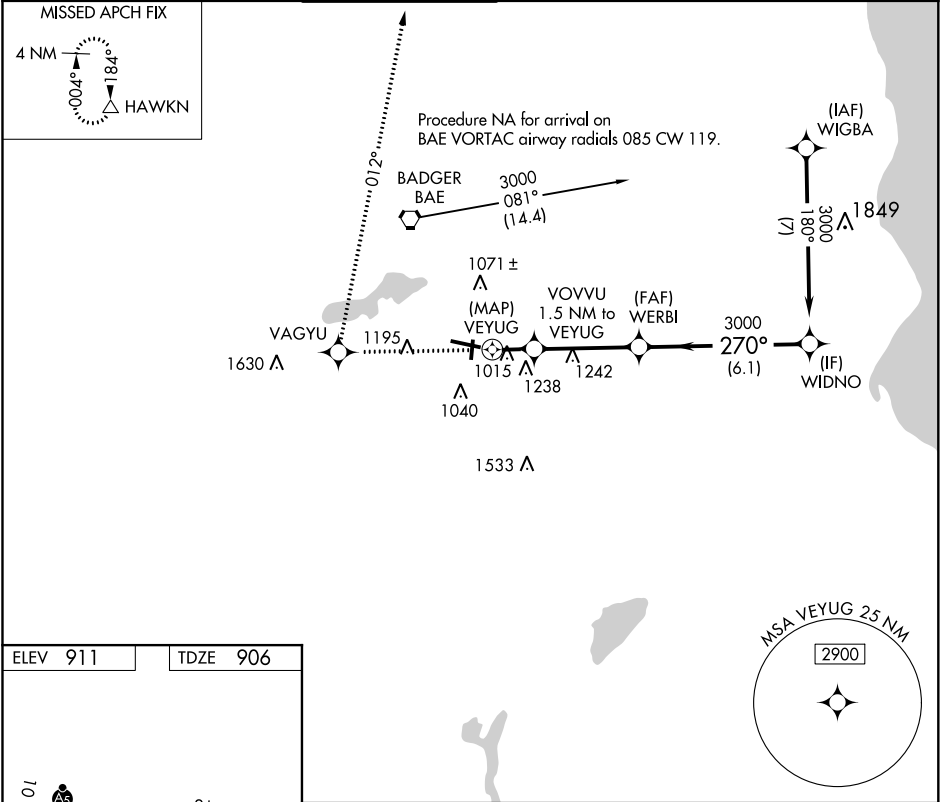 MISSED APCH FIX
4 NM
004°
184°
HAWKN
012°
Procedure NA for arrival on
BAE VORTAC airway radials 085 CW 119.
BADGER
BAE
3000
081°
(14.4)
(IAF)
WIGBA
3000
180°
(7)
1849
1071 ±
(MAP)
VEYUG
VOVVU
1.5 NM to
VEYUG
(FAF)
WERBI
3000
270°
(6.1)
(IF)
WIDNO
VAGYU
1195
1630
1015
1238
1242
1040
1533
MSA VEYUG 25 NM
2900
ELEV 911
TDZE 906
10
A5